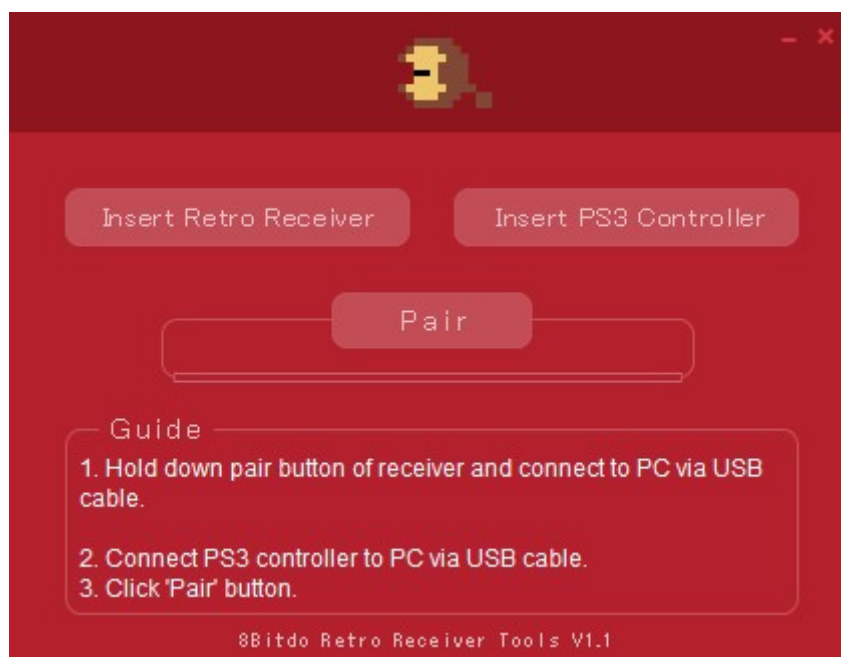 Insert Retro Receiver
Insert PS3 Controller
Pair
Guide
1. Hold down pair button of receiver and connect to PC via USB
cable.
2. Connect PS3 controller to PC via USB cable.
3. Click 'Pair' button.
8Bitdo Retro Receiver Tools V1.1